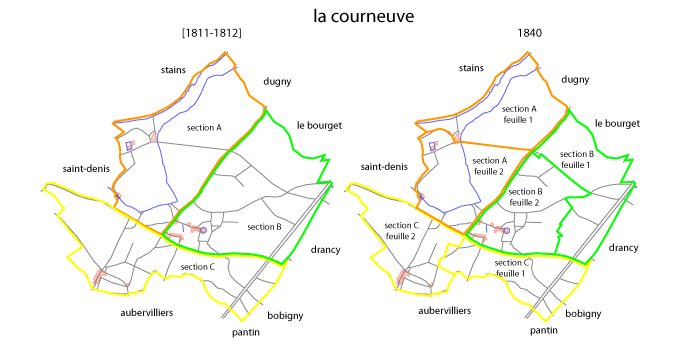 la courneuve
[1811-1812]
stains
dugny
section A
le bourget
saint-denis
section B
drancy
section C
aubervilliers
bobigny
pantin
1840
stains
dugny
section A
feuille 1
le bourget
section B
feuille 1
saint-denis
section A
feuille 2
section B
feuille 2
section C
feuille 2
drancy
section C
feuille 1
aubervilliers
bobigny
pantin